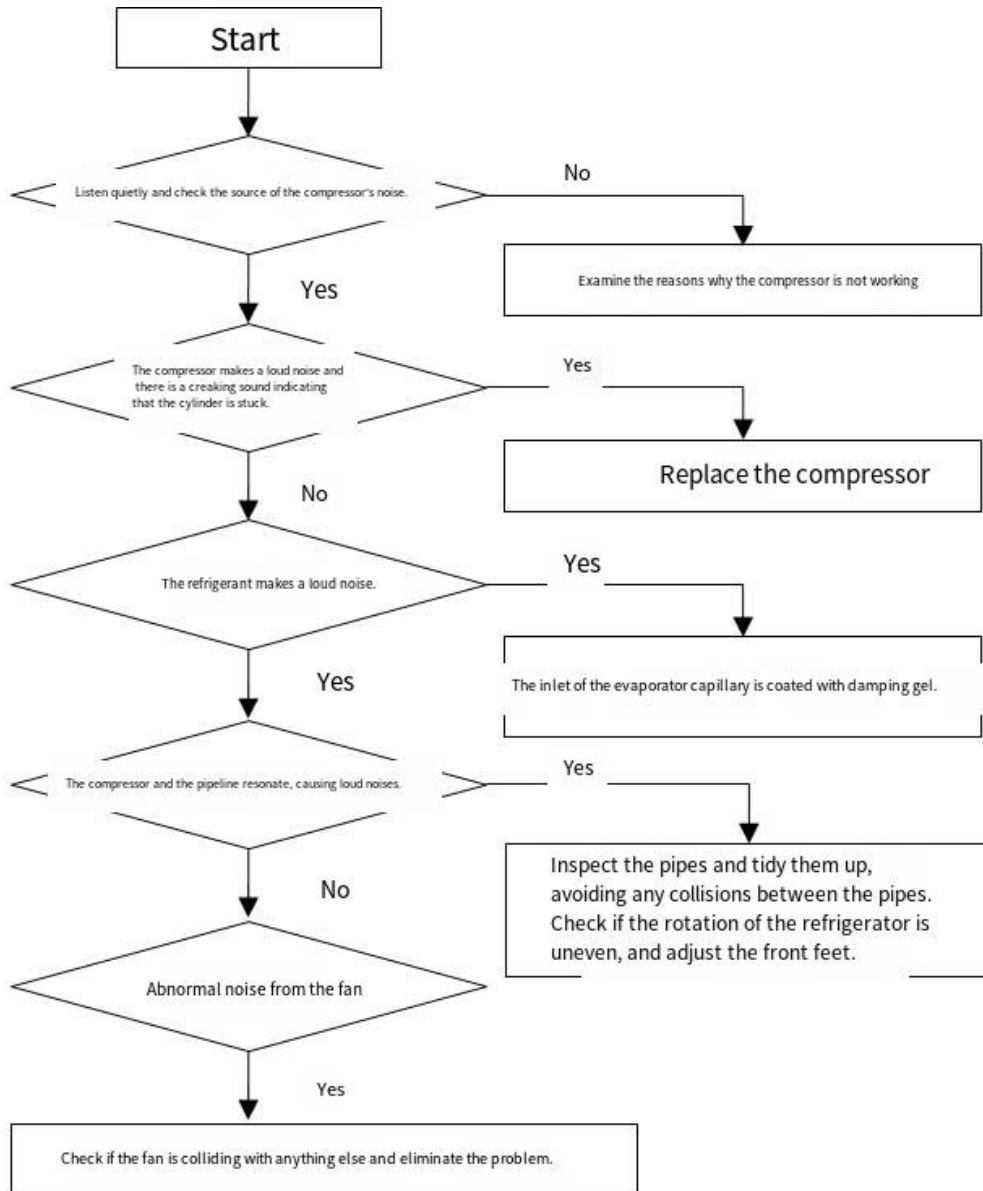 Start
Listen quietly and check the source of the compressor's noise.
No
Examine the reasons why the compressor is not working
Yes
The compressor makes a loud noise and
there is a creaking sound indicating
that the cylinder is stuck.
Yes
Replace the compressor
No
The refrigerant makes a loud noise.
Yes
The inlet of the evaporator capillary is coated with damping gel.
Yes
The compressor and the pipeline resonate, causing loud noises.
Yes
Inspect the pipes and tidy them up,
avoiding any collisions between the pipes.
Check if the rotation of the refrigerator is
uneven, and adjust the front feet.
No
Abnormal noise from the fan
Yes
Check if the fan is colliding with anything else and eliminate the problem.